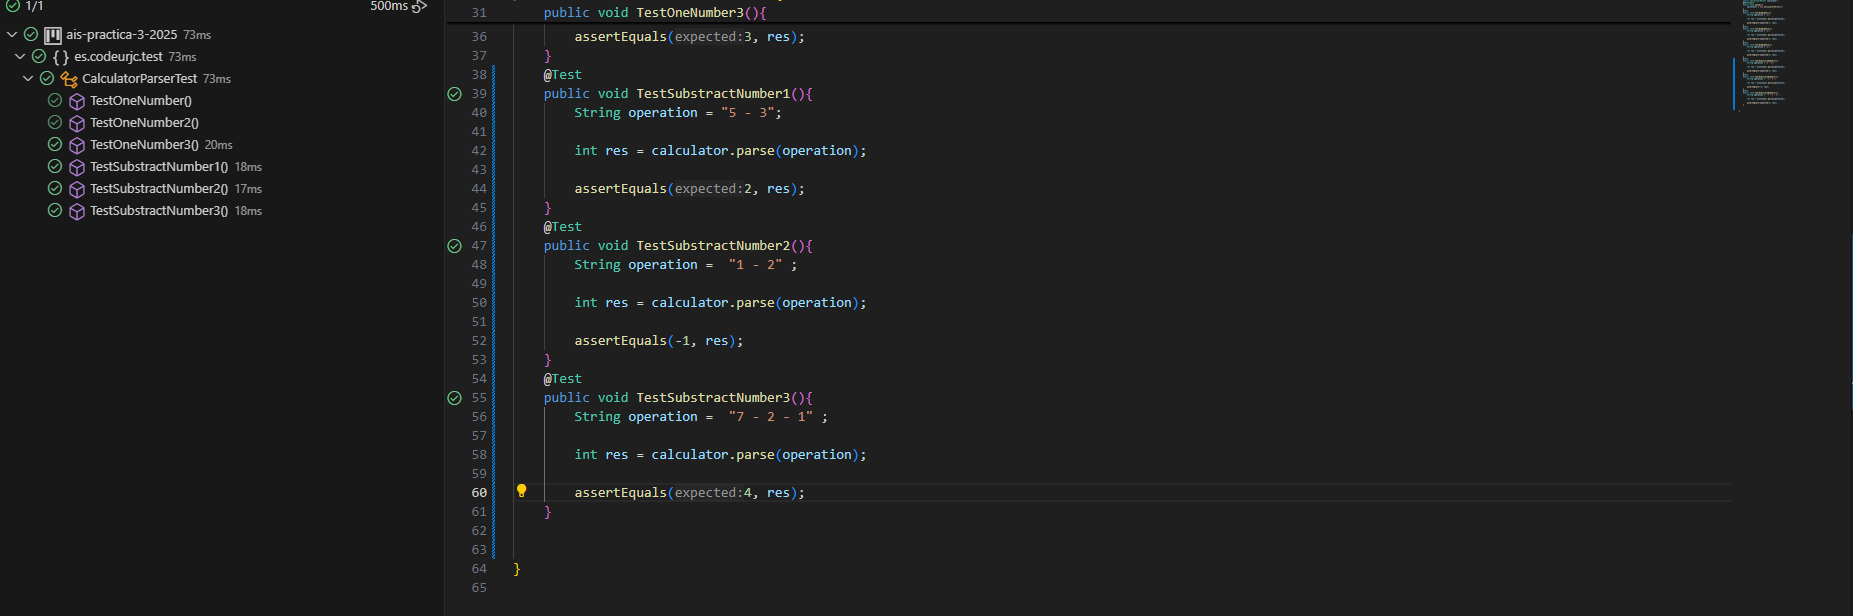 1/1
500ms
ais-practica-3-2025 73ms
{ } es.codeurjc.test 73ms
CalculatorParserTest 73ms
TestOneNumber()
TestOneNumber2()
TestOneNumber3() 20ms
TestSubstractNumber1() 18ms
TestSubstractNumber2() 17ms
TestSubstractNumber3() 18ms
31 public void TestOneNumber3(){
36 assertEquals(expected:3, res);
37 }
38 @Test
39 public void TestSubstractNumber1(){
40 String operation = "5 - 3";
41
42 int res = calculator.parse(operation);
43
44 assertEquals(expected:2, res);
45 }
46 @Test
47 public void TestSubstractNumber2(){
48 String operation =  "1 - 2" ;
49
50 int res = calculator.parse(operation);
51
52 assertEquals(-1, res);
53 }
54 @Test
55 public void TestSubstractNumber3(){
56 String operation =  "7 - 2 - 1" ;
57
58 int res = calculator.parse(operation);
59
60 assertEquals(expected:4, res);
61 }
62
63
64 }
65